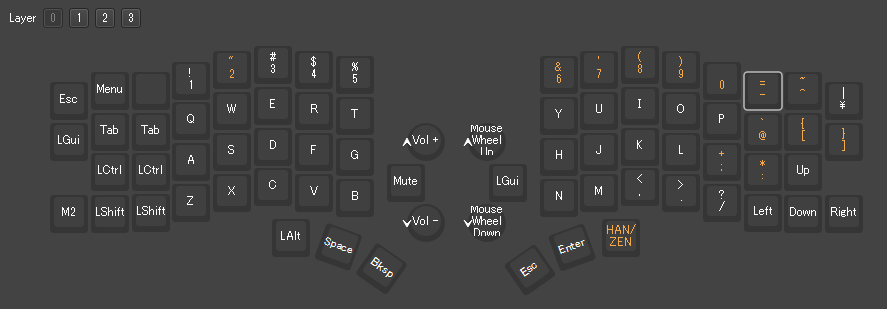 Layer 0 1 2 3
Esc
LGui
M2
Menu
Tab
LCtrl
LShift
Tab
LCtrl
LShift
!
1
Q
A
Z
"
2
W
S
X
#
3
E
D
C
$
4
R
F
V
%
5
T
G
B
LAlt
Space
Bksp
Vol +
Mute
Vol -
Mouse
Wheel
Up
LGui
Mouse
Wheel
Down
Esc
Enter
HAN/
ZEN
&
6
Y
H
N
'
7
U
J
M
(
8
I
K
<
,
)
9
O
L
>
.
0
P
+
;
?
/
=
-
`
@
*
:
Left
~
^
{
[
Up
Down
|
¥
}
]
Right